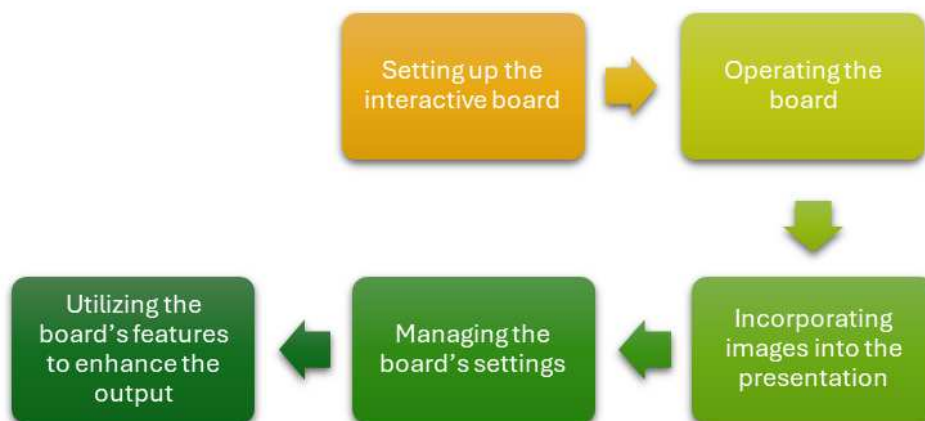 Setting up the
interactive board
Operating the
board
Incorporating
images into the
presentation
Managing the
board's settings
Utilizing the
board's features
to enhance the
output